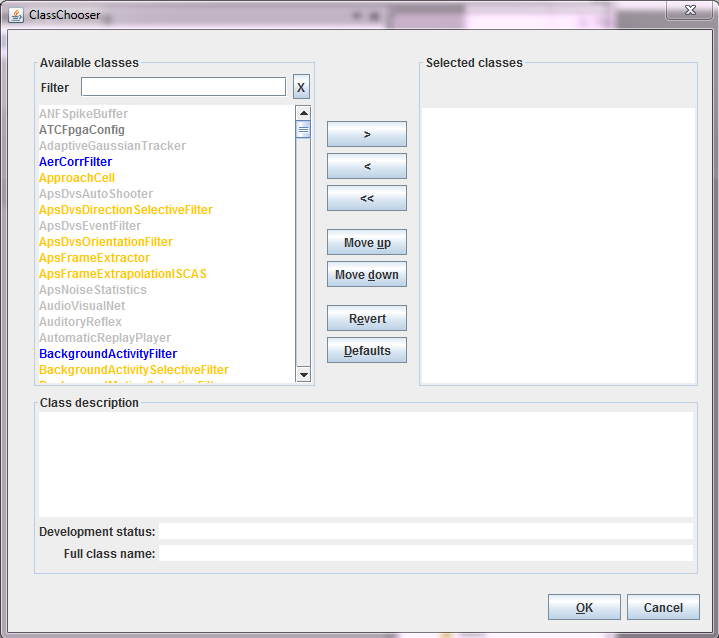 ClassChooser
Available classes
Filter
X
ANFSpikeBuffer
ATCFpgaConfig
AdaptiveGaussianTracker
AerCorrFilter
ApproachCell
ApsDvsAutoShooter
ApsDvsDirectionSelectiveFilter
ApsDvsEventFilter
ApsDvsOrientationFilter
ApsFrameExtractor
ApsFrameExtrapolationISCAS
ApsNoiseStatistics
AudioVisualNet
AuditoryReflex
AutomaticReplayPlayer
BackgroundActivityFilter
BackgroundActivitySelectiveFilter
>
<
<<
Move up
Move down
Revert
Defaults
Selected classes
Class description
Development status:
Full class name:
OK
Cancel